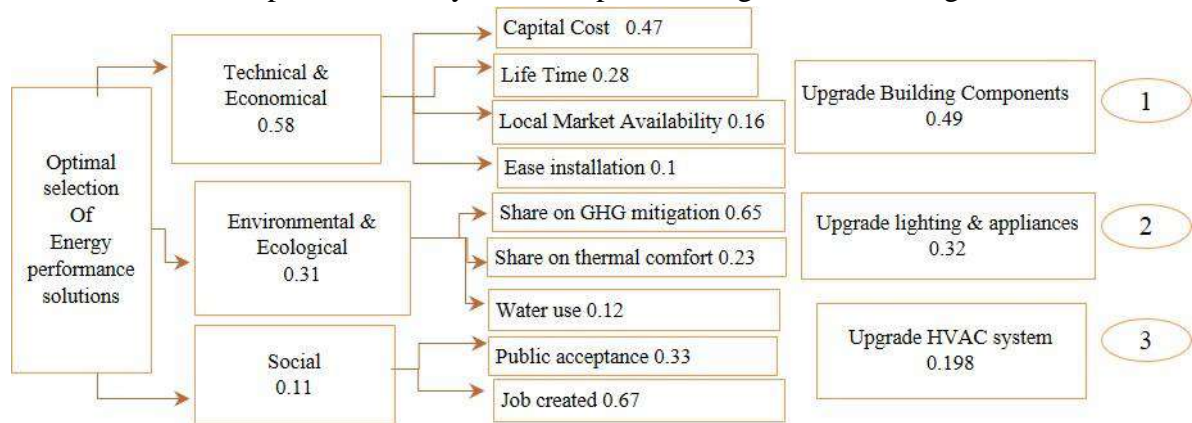 Capital Cost 0.47
Technical &
Economical
0.58
Life Time 0.28
Local Market Availability 0.16
Ease installation 0.1
Upgrade Building Components
0.49
1
Optimal
selection
Of
Energy
performance
solutions
Environmental &
Ecological
0.31
Share on GHG mitigation 0.65
Share on thermal comfort 0.23
Water use 0.12
Upgrade lighting & appliances
0.32
2
Social
0.11
Public acceptance 0.33
Job created 0.67
Upgrade HVAC system
0.198
3